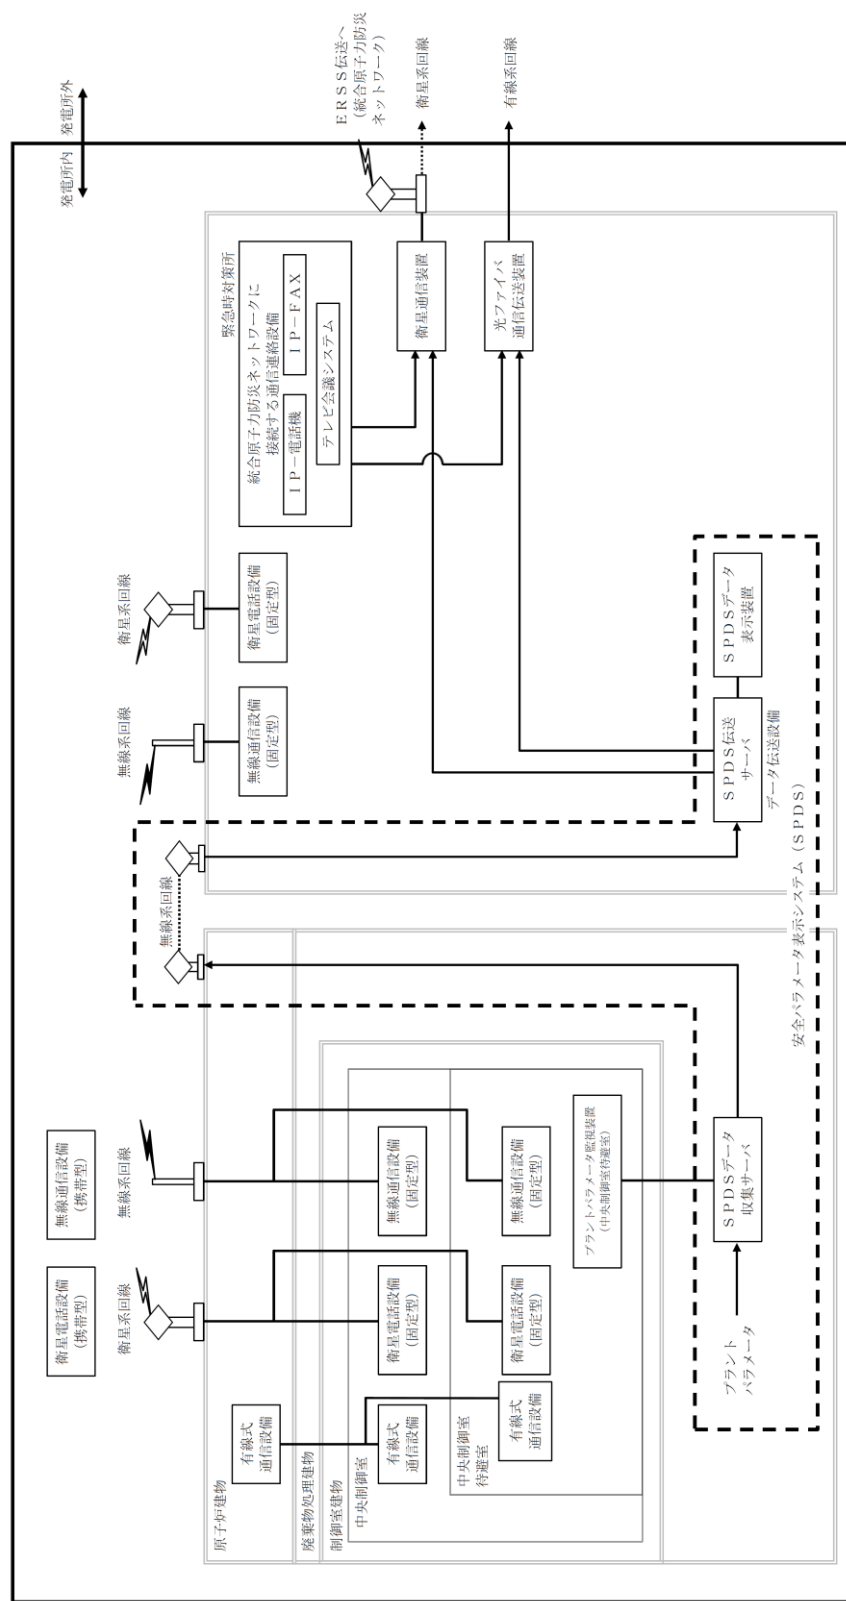 発電所内
発電所外
ERSS伝送へ
(統合原子力防災
ネットワーク)
衛星系回線
有線系回線
緊急時対策所
統合原子力防災ネットワークに
接続する通信連絡設備
IP-電話機
IP-FAX
テレビ会議システム
衛星通信装置
光ファイバ
通信伝送装置
衛星系回線
衛星電話設備
(固定型)
無線系回線
無線通信設備
(固定型)
SPDSデータ
表示装置
SPDS伝送
サーバ
データ伝送設備
安全パラメータ表示システム(SPDS)
無線系回線
無線通信設備
(携帯型)
無線系回線
衛星電話設備
(携帯型)
衛星系回線
無線通信設備
(固定型)
無線通信設備
(固定型)
衛星電話設備
(固定型)
衛星電話設備
(固定型)
プラントパラメータ監視装置
(中央制御室待避室)
SPDSデータ
収集サーバ
プラント
パラメータ
有線式
通信設備
有線式
通信設備
有線式
通信設備
原子炉建物
廃棄物処理建物
制御室建物
中央制御室
中央制御室
待避室